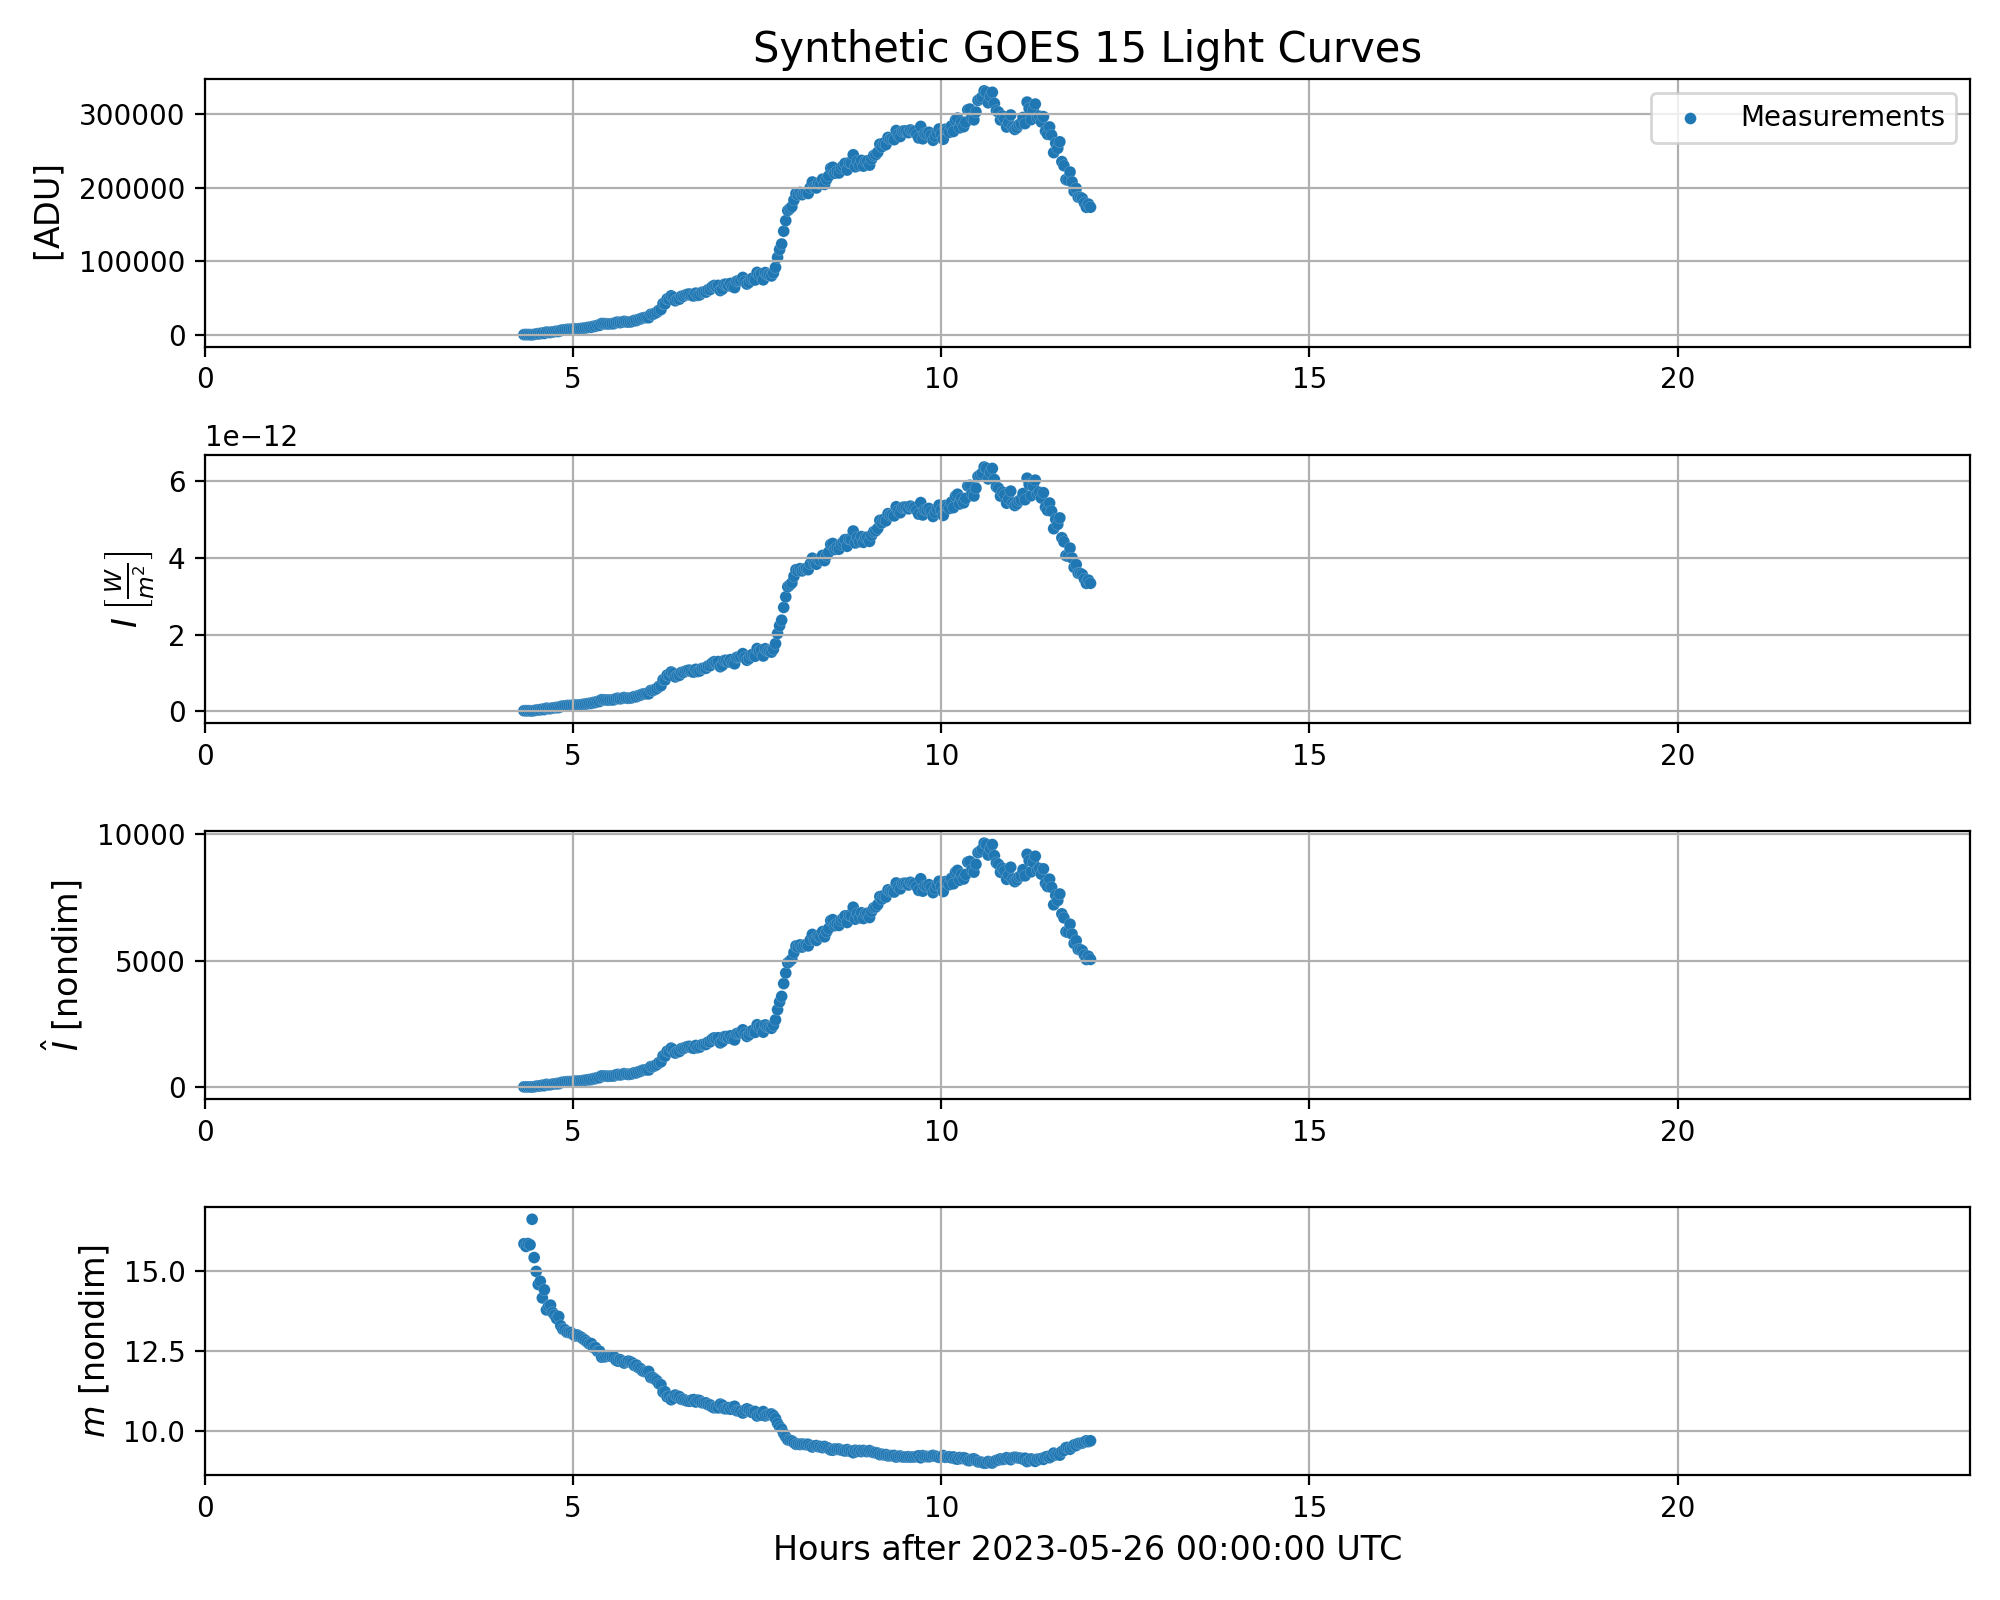 Synthetic GOES 15 Light Curves
Measurements
[ADU]
300000
200000
100000
0
0 5 10 15 20
1e−12
I [W/m²]
6
4
2
0
0 5 10 15 20
Î [nondim]
10000
5000
0
0 5 10 15 20
m [nondim]
15.0
12.5
10.0
0 5 10 15 20
Hours after 2023-05-26 00:00:00 UTC